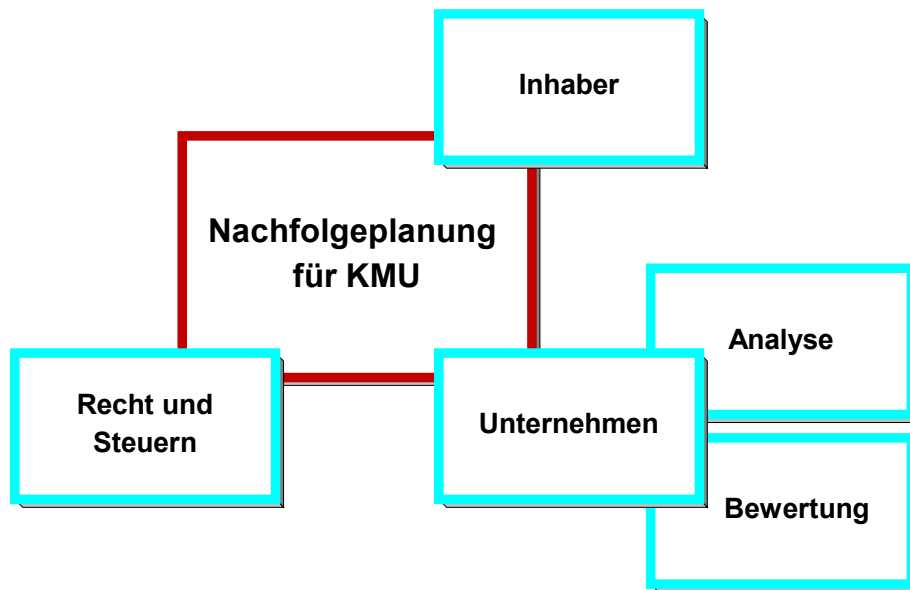 Inhaber
Nachfolgeplanung
für KMU
Analyse
Recht und
Steuern
Unternehmen
Bewertung